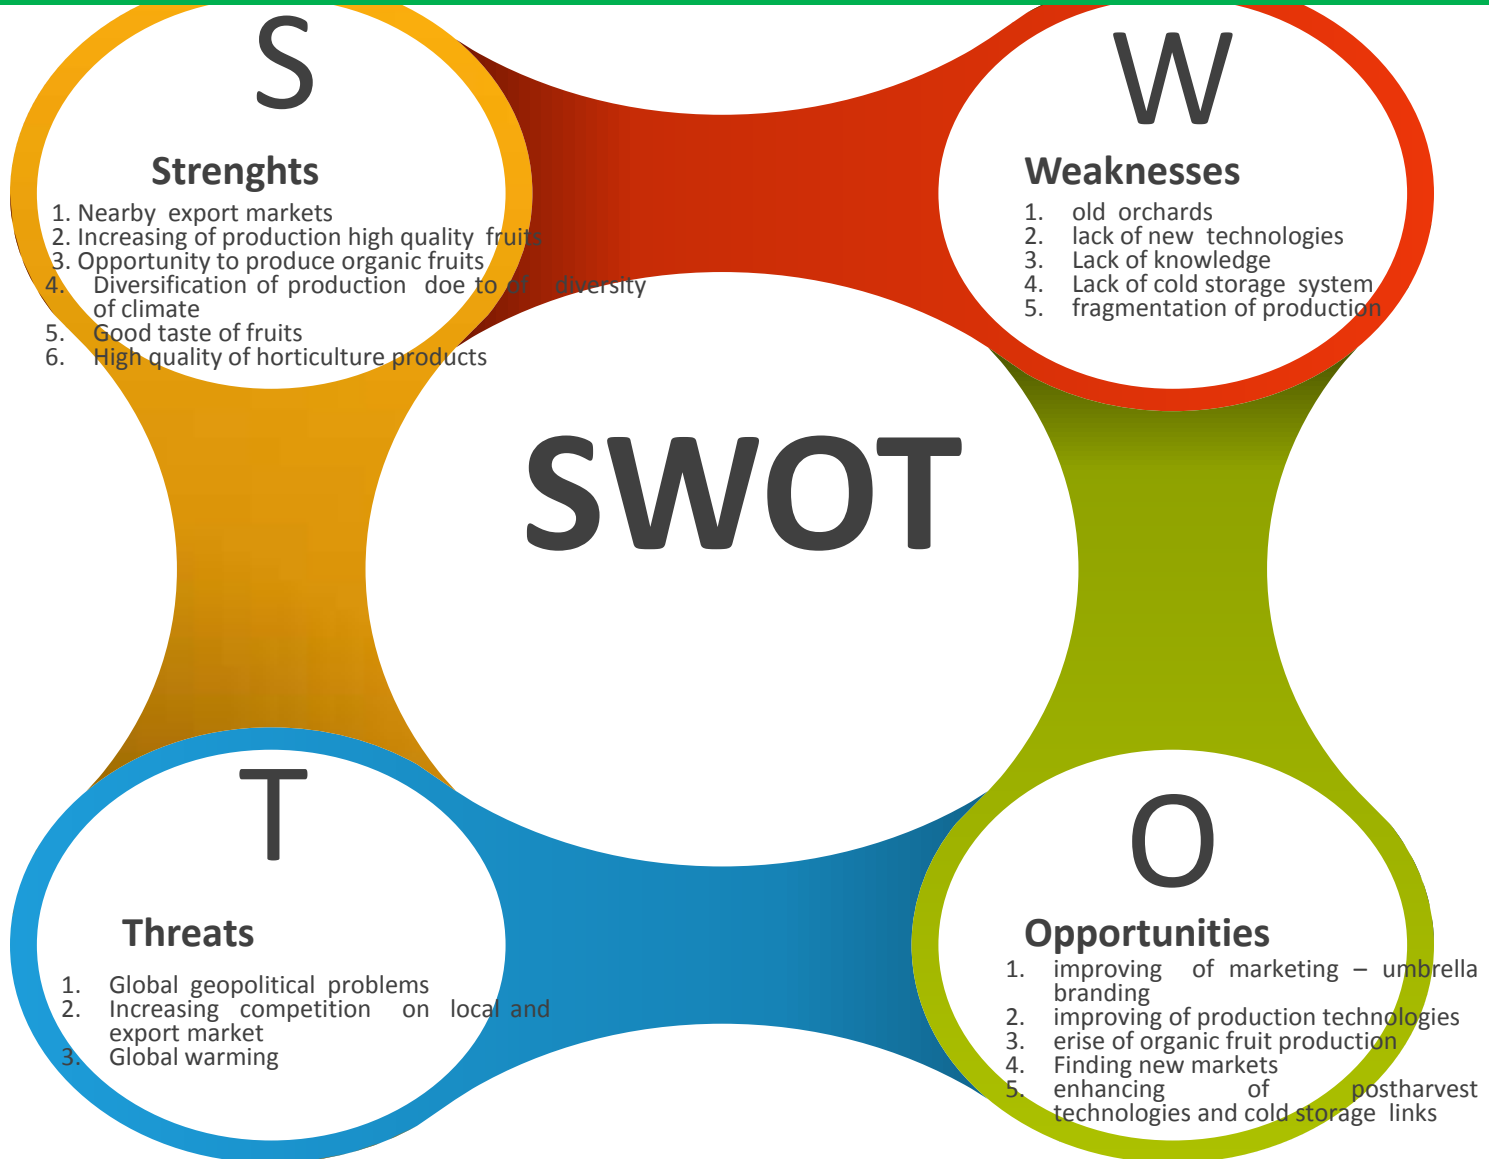 S
Strenghts
1. Nearby export markets
2. Increasing of production high quality fruits
3. Opportunity to produce organic fruits
4. Diversification of production doe to of diversity
of climate
5. Good taste of fruits
6. High quality of horticulture products
W
Weaknesses
1. old orchards
2. lack of new technologies
3. Lack of knowledge
4. Lack of cold storage system
5. fragmentation of production
SWOT
T
Threats
1. Global geopolitical problems
2. Increasing competition on local and
export market
3. Global warming
O
Opportunities
1. improving of marketing – umbrella
branding
2. improving of production technologies
3. erise of organic fruit production
4. Finding new markets
5. enhancing of postharvest
technologies and cold storage links